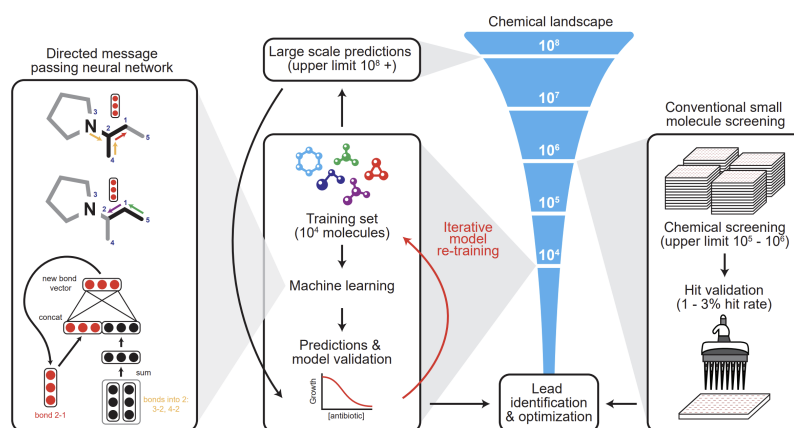 Directed message
passing neural network
3
N
2
1
5
4
3
N
2
1
5
4
new bond
vector
concat
sum
bond 2-1
bonds into 2:
3-2, 4-2
Large scale predictions
(upper limit 10⁸ +)
Training set
(10⁴ molecules)
Machine learning
Predictions &
model validation
Growth
[antibiotic]
Iterative
model
re-training
Chemical landscape
10⁸
10⁷
10⁶
10⁵
10⁴
Lead
identification
& optimization
Conventional small
molecule screening
Chemical screening
(upper limit 10⁵ - 10⁶)
Hit validation
(1 - 3% hit rate)